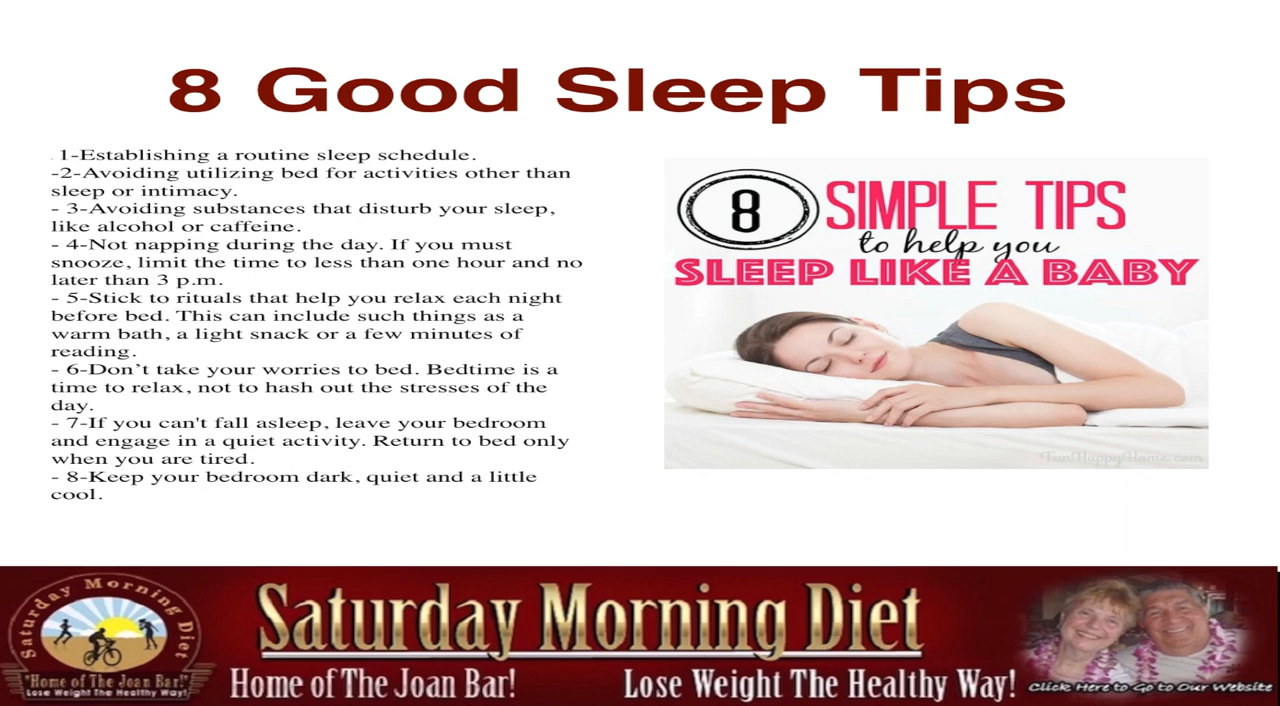 8 Good Sleep Tips
. 1-Establishing a routine sleep schedule.
-2-Avoiding utilizing bed for activities other than
sleep or intimacy.
- 3-Avoiding substances that disturb your sleep,
like alcohol or caffeine.
- 4-Not napping during the day. If you must
snooze, limit the time to less than one hour and no
later than 3 p.m.
- 5-Stick to rituals that help you relax each night
before bed. This can include such things as a
warm bath, a light snack or a few minutes of
reading.
- 6-Don’t take your worries to bed. Bedtime is a
time to relax, not to hash out the stresses of the
day.
- 7-If you can't fall asleep, leave your bedroom
and engage in a quiet activity. Return to bed only
when you are tired.
- 8-Keep your bedroom dark, quiet and a little
cool.
8 SIMPLE TIPS
to help you
SLEEP LIKE A BABY
FunHappyHome.com
Saturday Morning Diet
"Home of The Joan Bar!"
Lose Weight The Healthy Way!
Saturday Morning Diet
Home of The Joan Bar! Lose Weight The Healthy Way!
Click Here to Go to Our Website